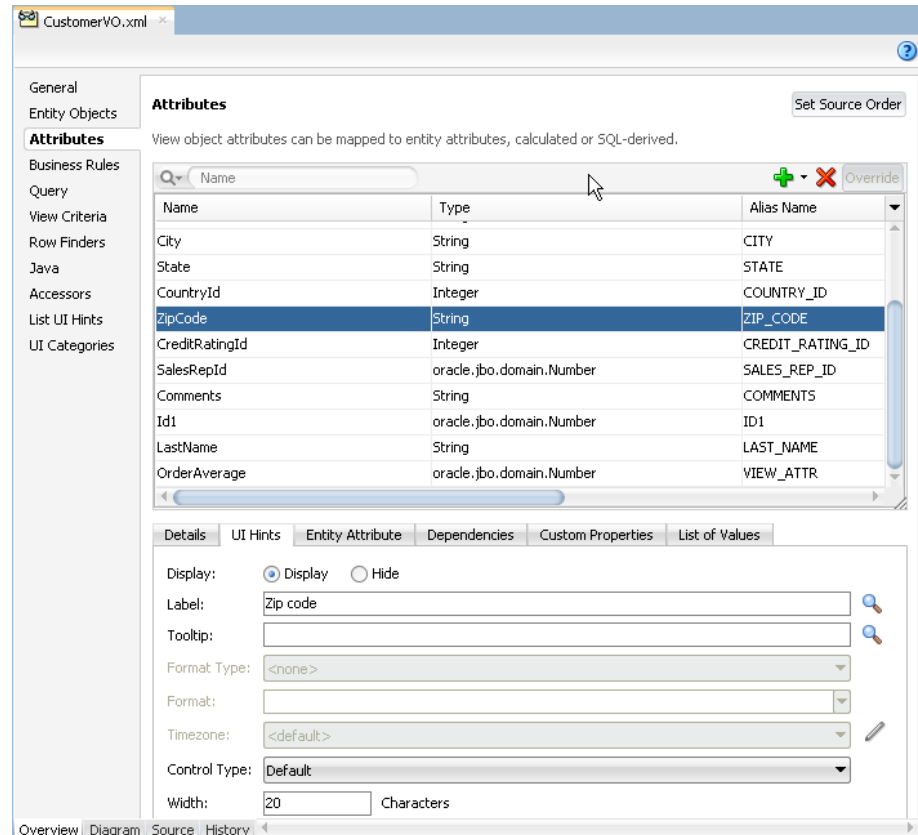 CustomerVO.xml
General
Entity Objects
Attributes
Business Rules
Query
View Criteria
Row Finders
Java
Accessors
List UI Hints
UI Categories
Attributes
Set Source Order
View object attributes can be mapped to entity attributes, calculated or SQL-derived.
Name
Override
Name Type Alias Name
City String CITY
State String STATE
CountryId Integer COUNTRY_ID
ZipCode String ZIP_CODE
CreditRatingId Integer CREDIT_RATING_ID
SalesRepId oracle.jbo.domain.Number SALES_REP_ID
Comments String COMMENTS
Id1 oracle.jbo.domain.Number ID1
LastName String LAST_NAME
OrderAverage oracle.jbo.domain.Number VIEW_ATTR
Details UI Hints Entity Attribute Dependencies Custom Properties List of Values
Display: Display Hide
Label: Zip code
Tooltip:
Format Type: <none>
Format:
Timezone: <default>
Control Type: Default
Width: 20 Characters
Overview Diagram Source History